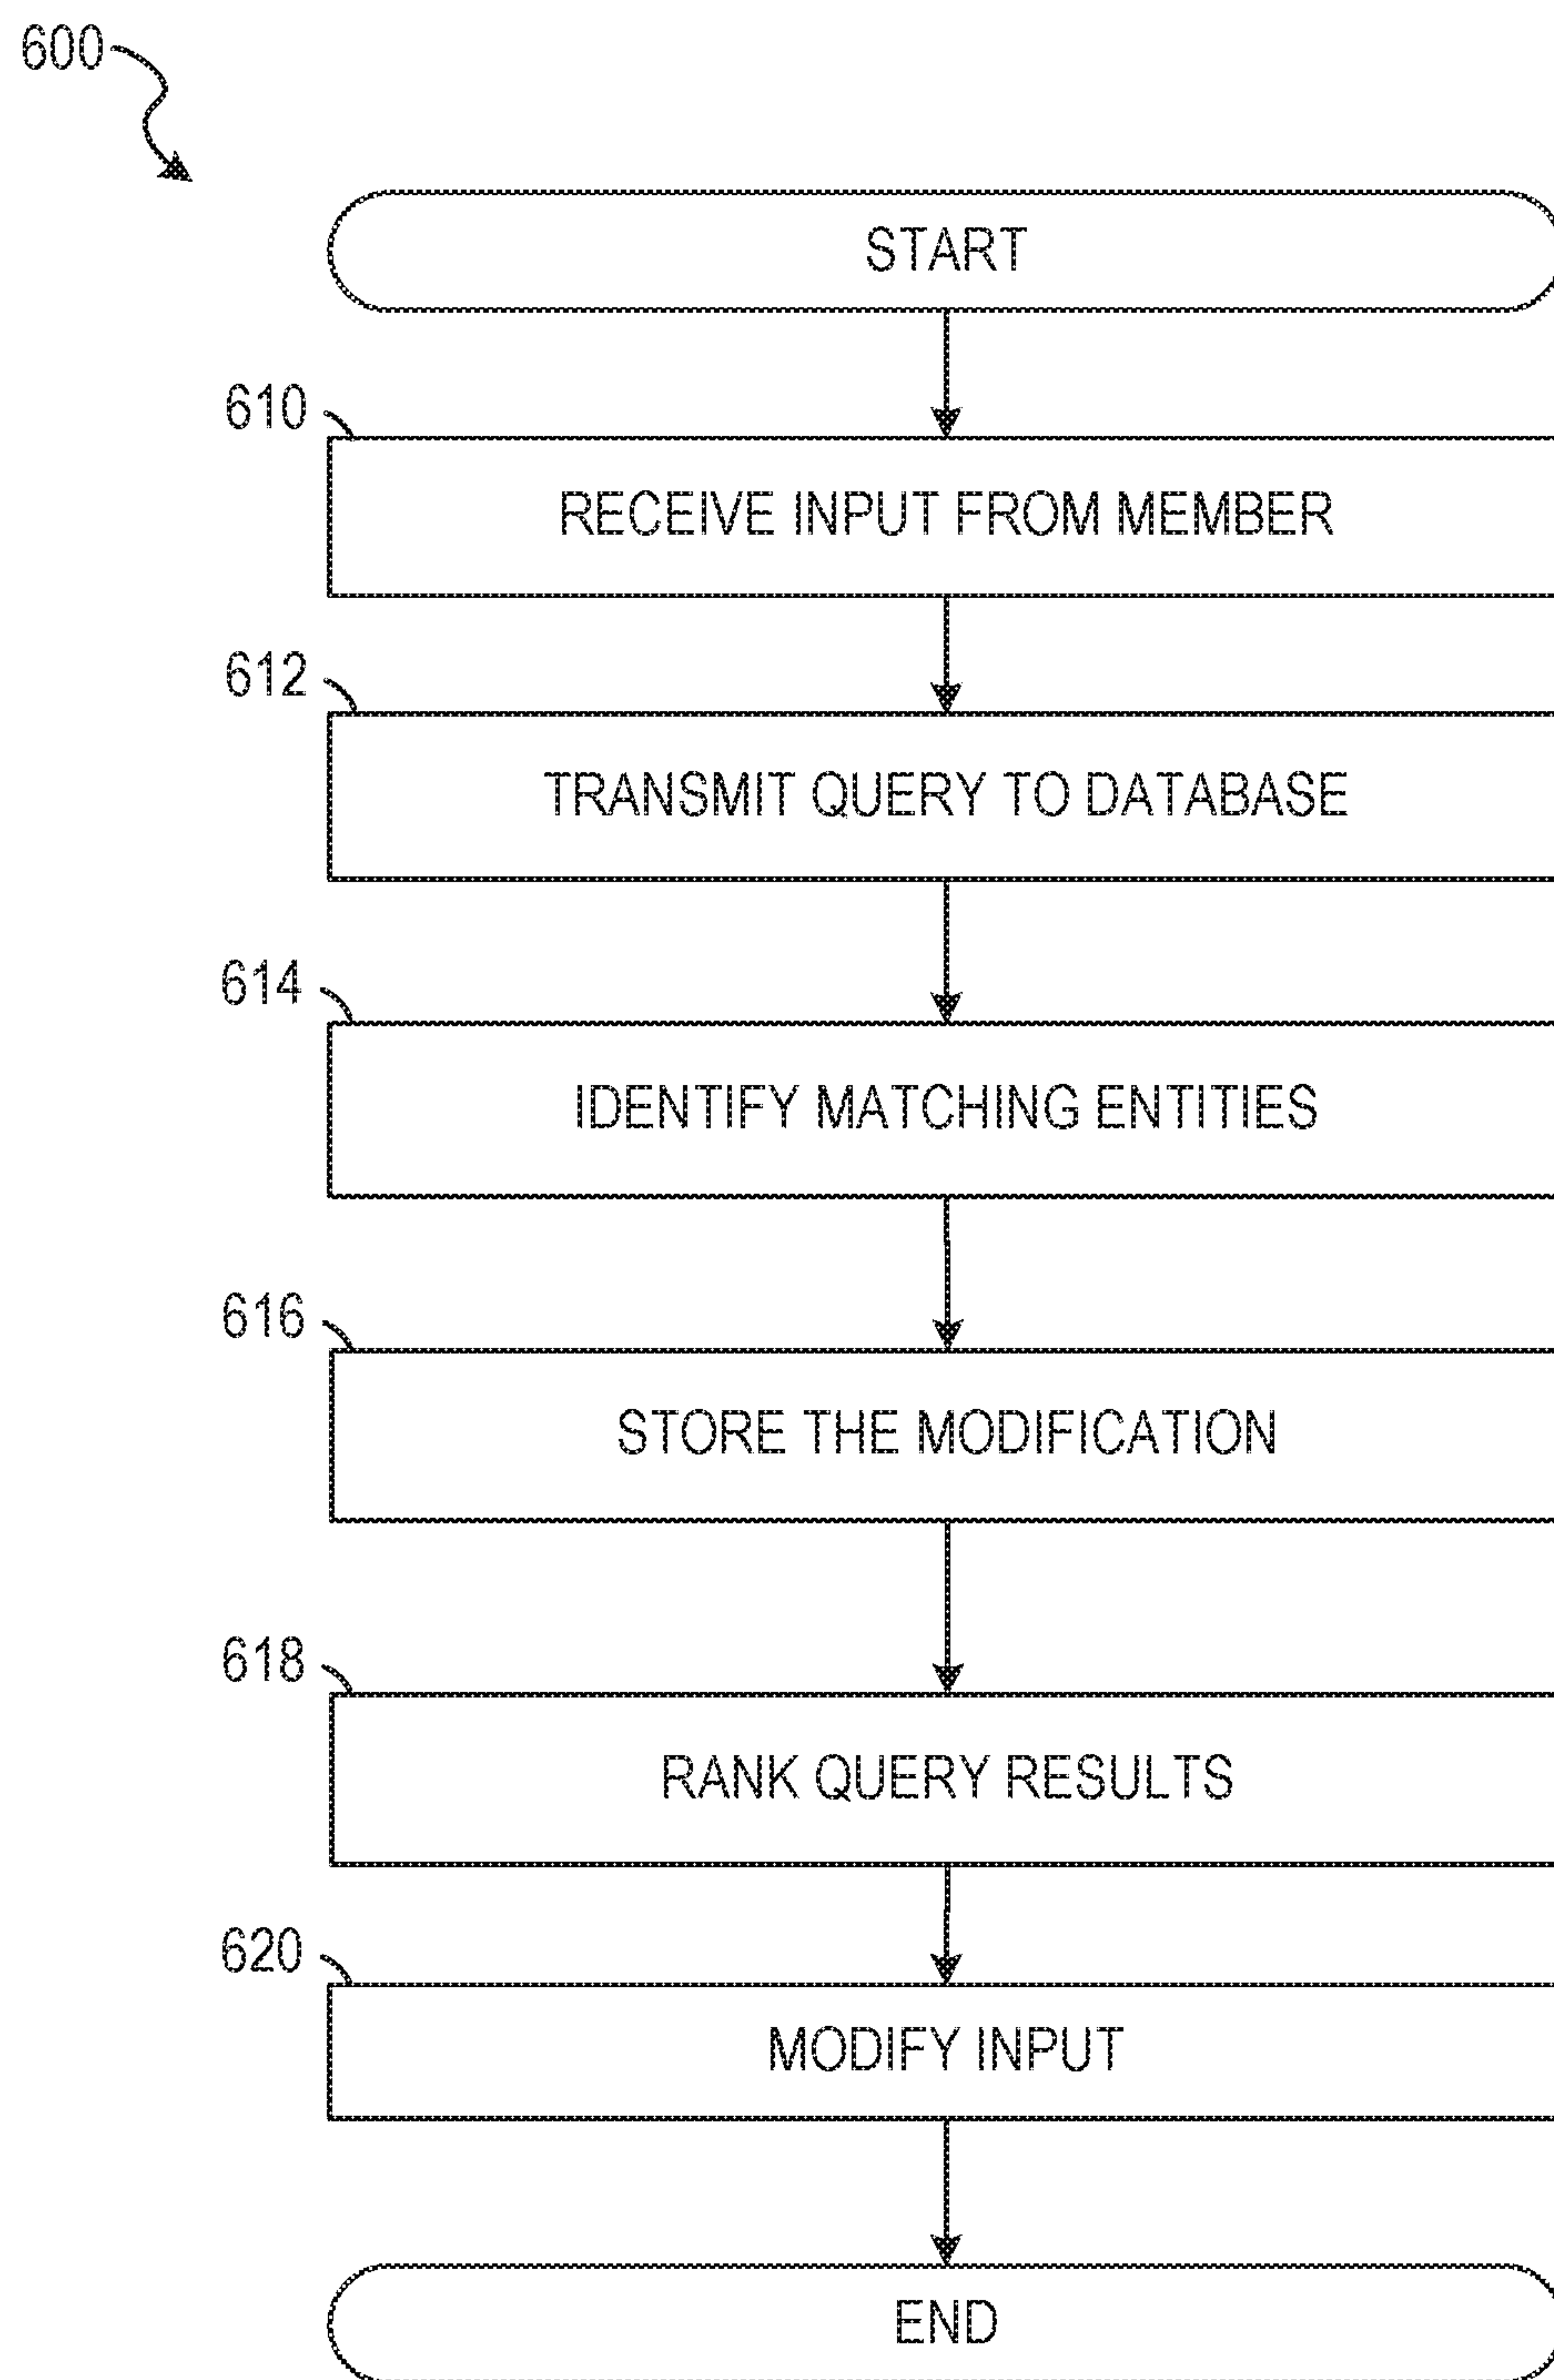 600
START
610
RECEIVE INPUT FROM MEMBER
612
TRANSMIT QUERY TO DATABASE
614
IDENTIFY MATCHING ENTITIES
616
STORE THE MODIFICATION
618
RANK QUERY RESULTS
620
MODIFY INPUT
END